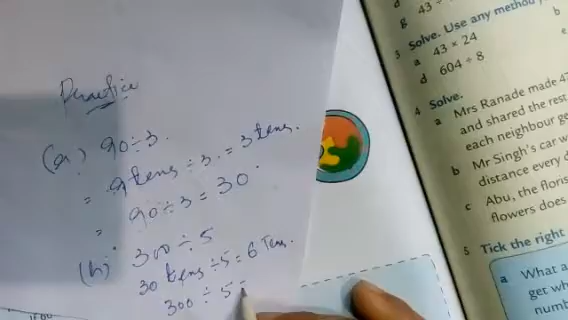 Practice
(a) 90 ÷ 3.
= 9 tens ÷ 3. = 3 tens.
= 90 ÷ 3 = 30.
(h) 300 ÷ 5
30 tens ÷ 5 = 6 Tens.
300 ÷ 5 =
d
g 43 ÷
3 Solve. Use any method
b
a 43 × 24
d 604 ÷ 8
4 Solve.
a Mrs Ranade made 4
and shared the rest
each neighbour ge
b Mr Singh's car w
distance every d
c Abu, the floris
flowers does
5 Tick the right
a What a
get wh
numb